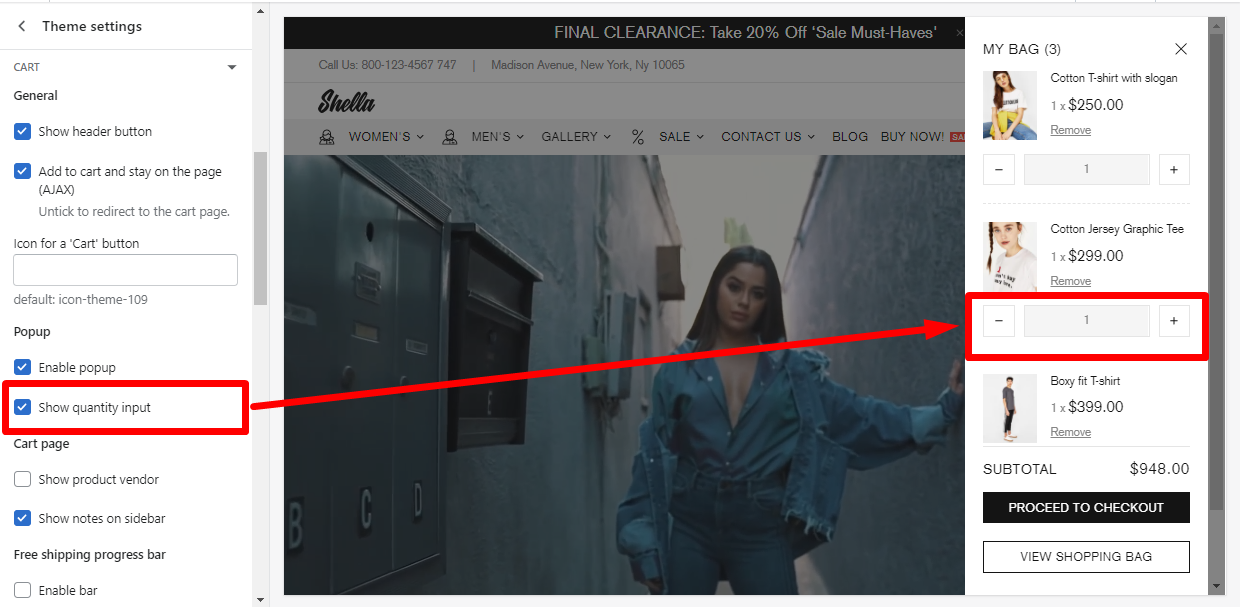 Theme settings
CART
General
Show header button
Add to cart and stay on the page
(AJAX)
Untick to redirect to the cart page.
Icon for a 'Cart' button
default: icon-theme-109
Popup
Enable popup
Show quantity input
Cart page
Show product vendor
Show notes on sidebar
Free shipping progress bar
Enable bar
FINAL CLEARANCE: Take 20% Off 'Sale Must-Haves' ×
Call Us: 800-123-4567 747 | Madison Avenue, New York, Ny 10065
Shella
WOMEN'S MEN'S GALLERY % SALE CONTACT US BLOG BUY NOW! SA
B C D
MY BAG (3)
Cotton T-shirt with slogan
1 x $250.00
Remove
− 1 +
Cotton Jersey Graphic Tee
1 x $299.00
Remove
− 1 +
Boxy fit T-shirt
1 x $399.00
Remove
SUBTOTAL $948.00
PROCEED TO CHECKOUT
VIEW SHOPPING BAG